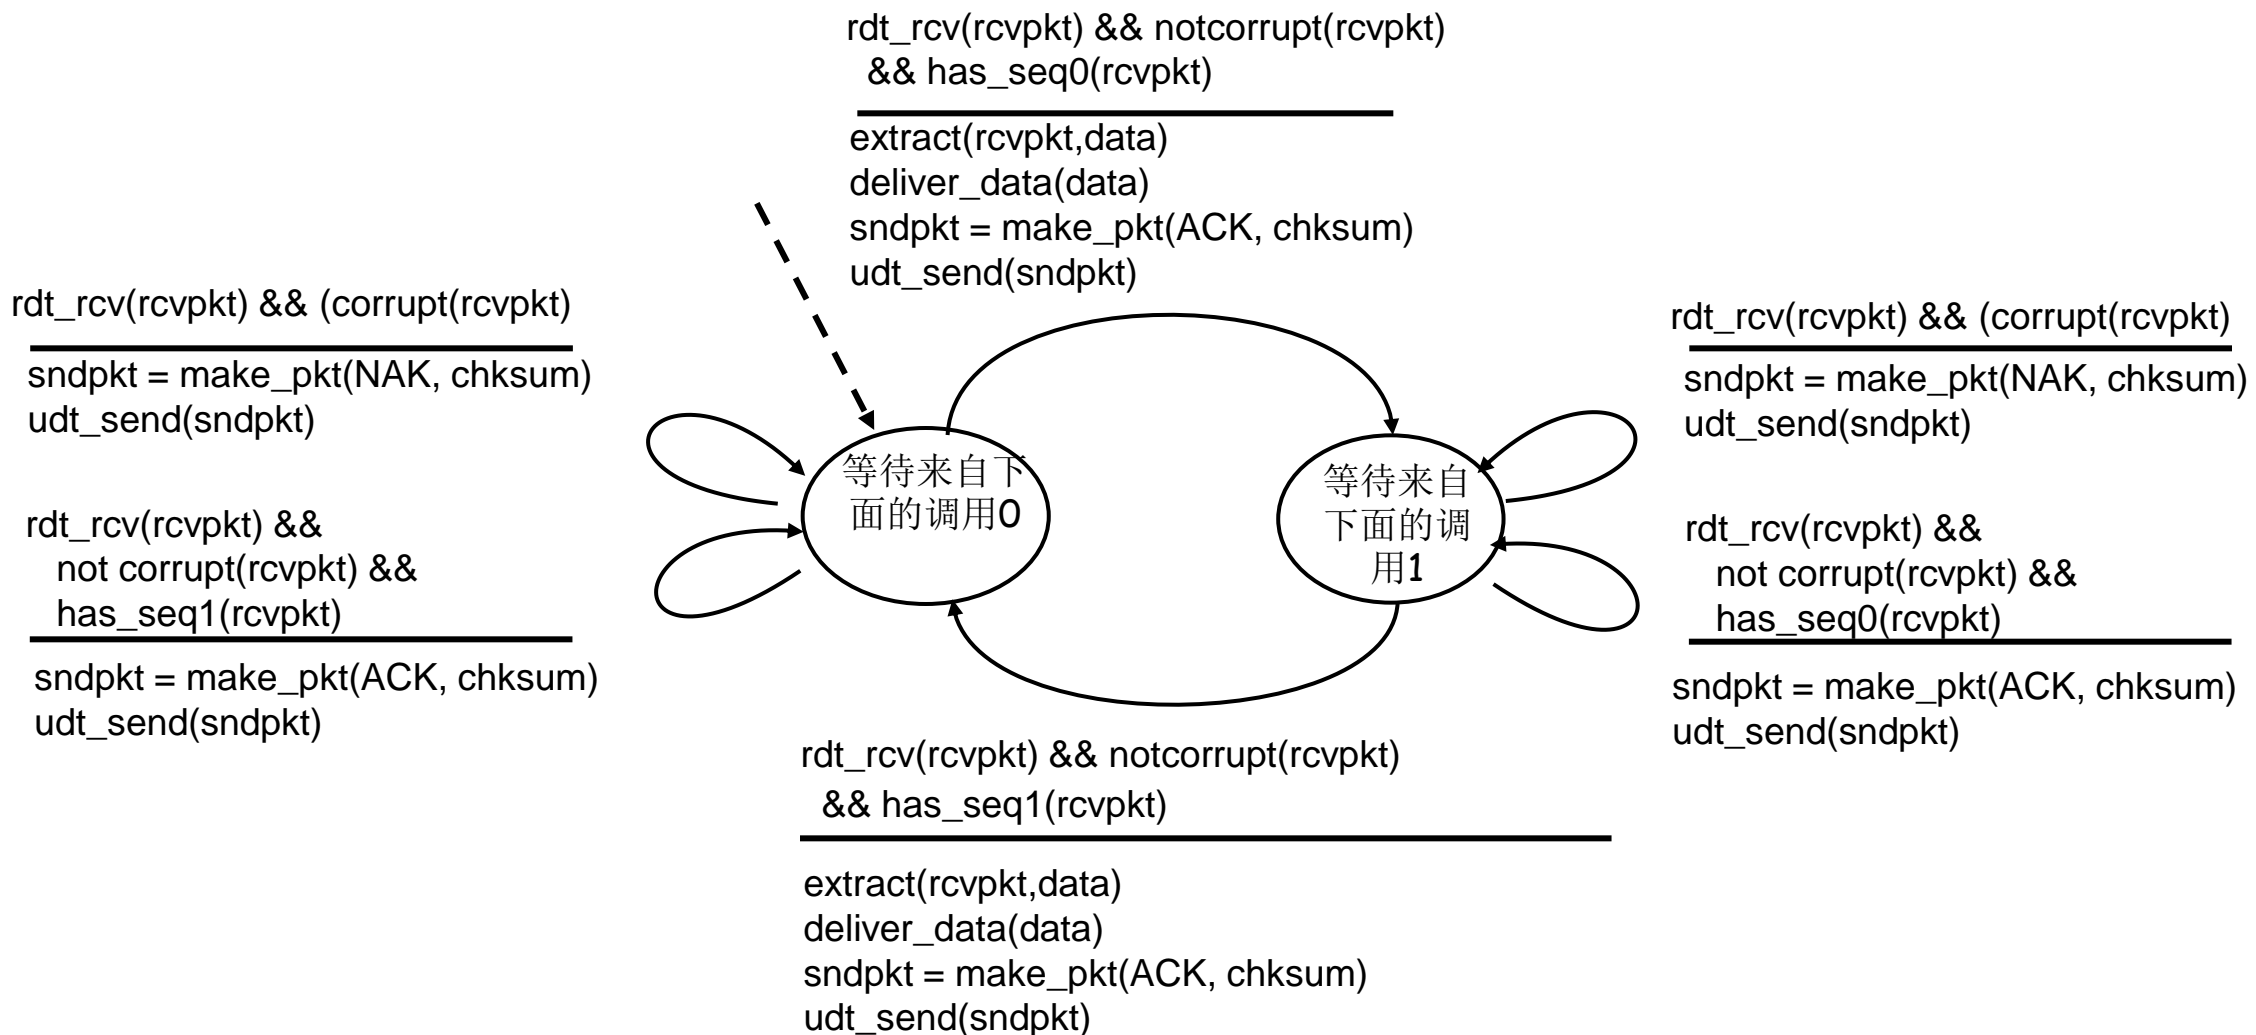 rdt_rcv(rcvpkt) && notcorrupt(rcvpkt)
&& has_seq0(rcvpkt)
extract(rcvpkt,data)
deliver_data(data)
sndpkt = make_pkt(ACK, chksum)
udt_send(sndpkt)
rdt_rcv(rcvpkt) && (corrupt(rcvpkt)
sndpkt = make_pkt(NAK, chksum)
udt_send(sndpkt)
rdt_rcv(rcvpkt) &&
not corrupt(rcvpkt) &&
has_seq1(rcvpkt)
sndpkt = make_pkt(ACK, chksum)
udt_send(sndpkt)
等待来自下
面的调用0
等待来自
下面的调
用1
rdt_rcv(rcvpkt) && (corrupt(rcvpkt)
sndpkt = make_pkt(NAK, chksum)
udt_send(sndpkt)
rdt_rcv(rcvpkt) &&
not corrupt(rcvpkt) &&
has_seq0(rcvpkt)
sndpkt = make_pkt(ACK, chksum)
udt_send(sndpkt)
rdt_rcv(rcvpkt) && notcorrupt(rcvpkt)
&& has_seq1(rcvpkt)
extract(rcvpkt,data)
deliver_data(data)
sndpkt = make_pkt(ACK, chksum)
udt_send(sndpkt)